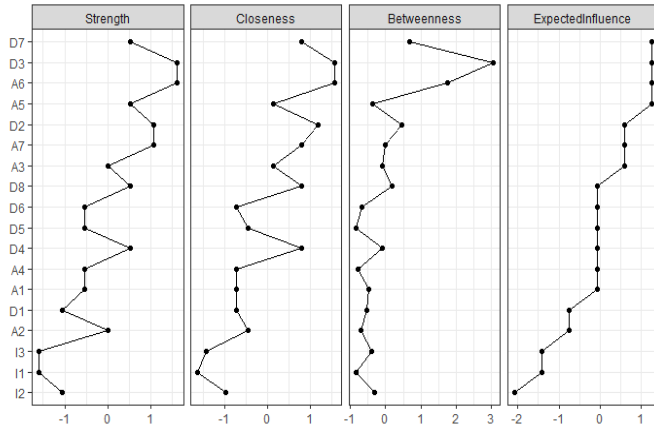 Strength Closeness Betweenness ExpectedInfluence
D7
D3
A6
A5
D2
A7
A3
D8
D6
D5
D4
A4
A1
D1
A2
I3
I1
I2
-1 0 1 -1 0 1 -1 0 1 2 3 -2 -1 0 1